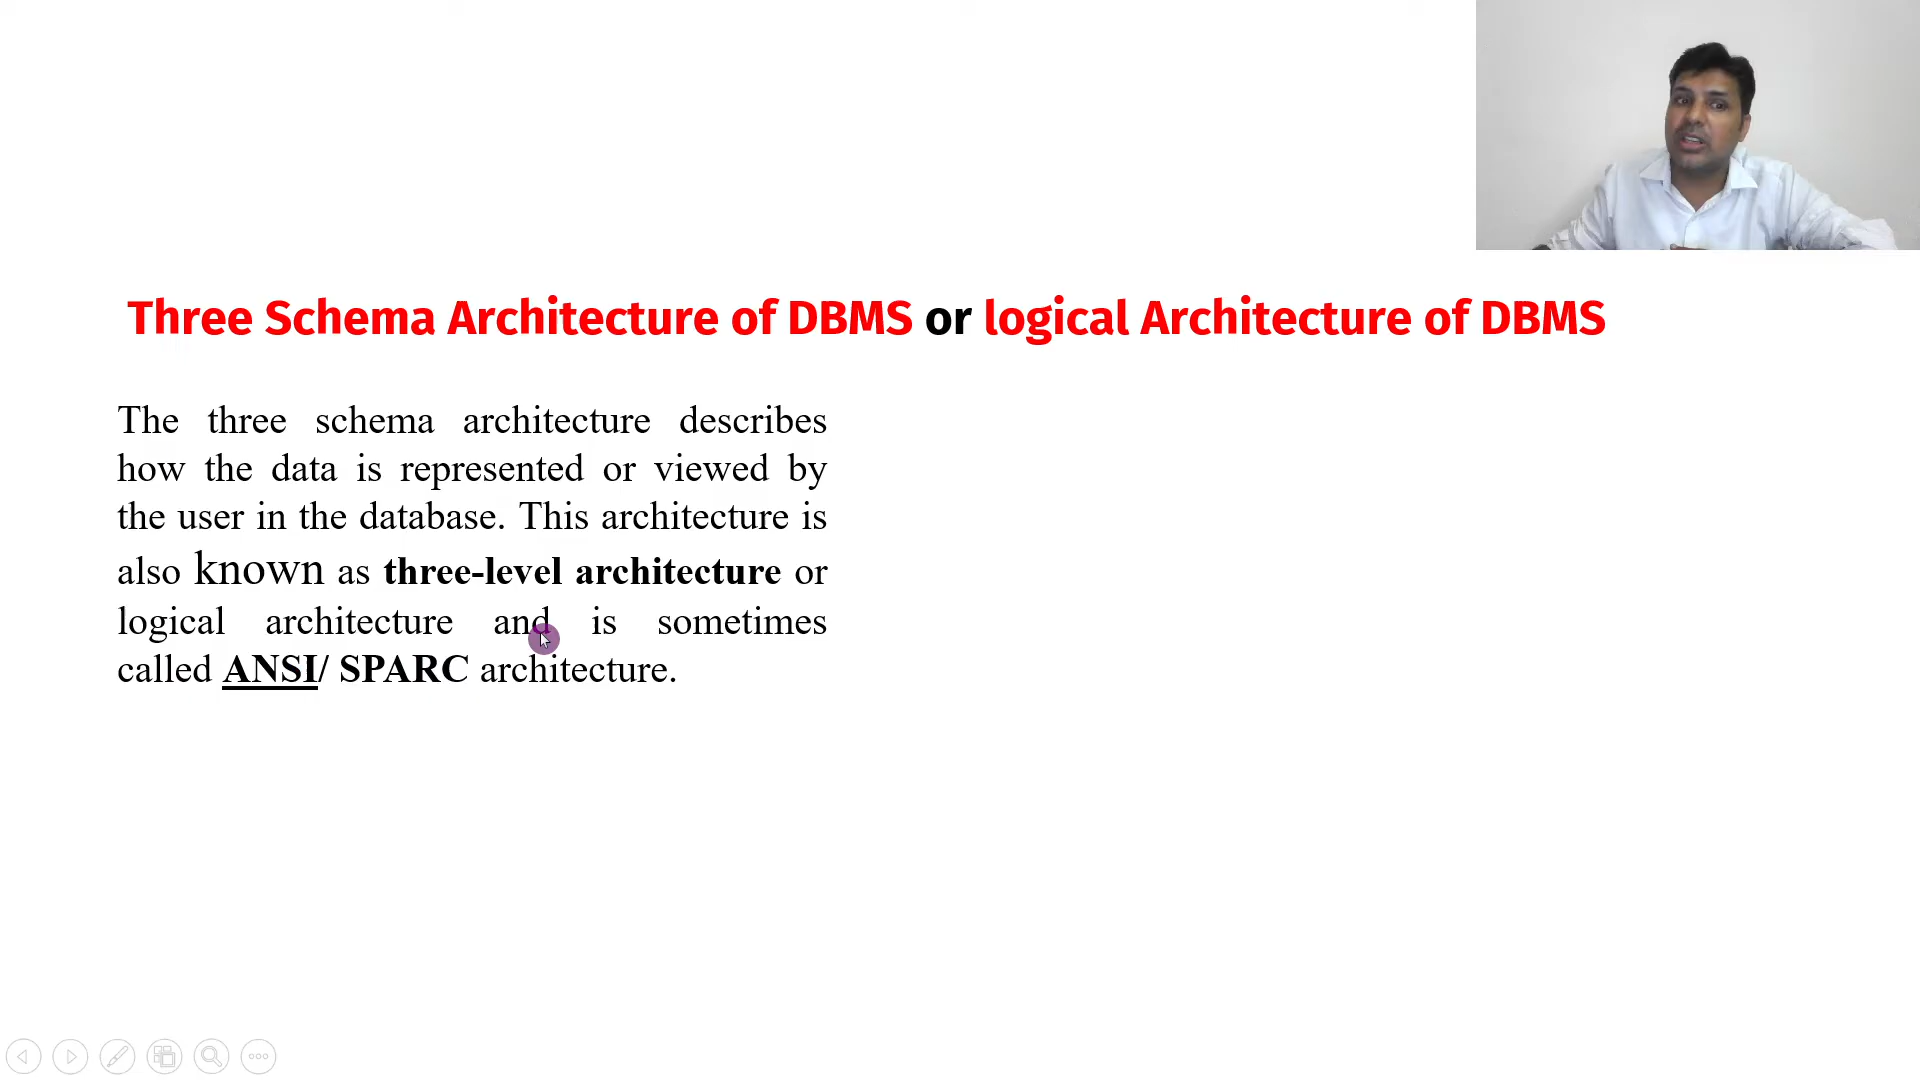 Three Schema Architecture of DBMS or logical Architecture of DBMS
The three schema architecture describes
how the data is represented or viewed by
the user in the database. This architecture is
also known as three-level architecture or
logical architecture and is sometimes
called ANSI/ SPARC architecture.